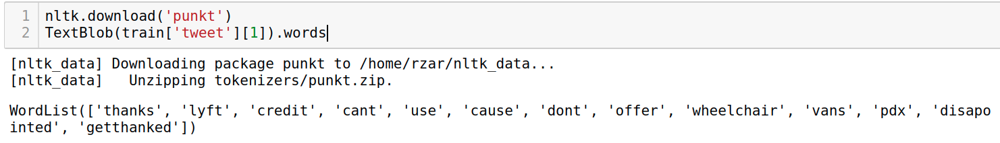 1 nltk.download('punkt')
2 TextBlob(train['tweet'][1]).words
[nltk_data] Downloading package punkt to /home/rzar/nltk_data...
[nltk_data]   Unzipping tokenizers/punkt.zip.
WordList(['thanks', 'lyft', 'credit', 'cant', 'use', 'cause', 'dont', 'offer', 'wheelchair', 'vans', 'pdx', 'disapo
inted', 'getthanked'])